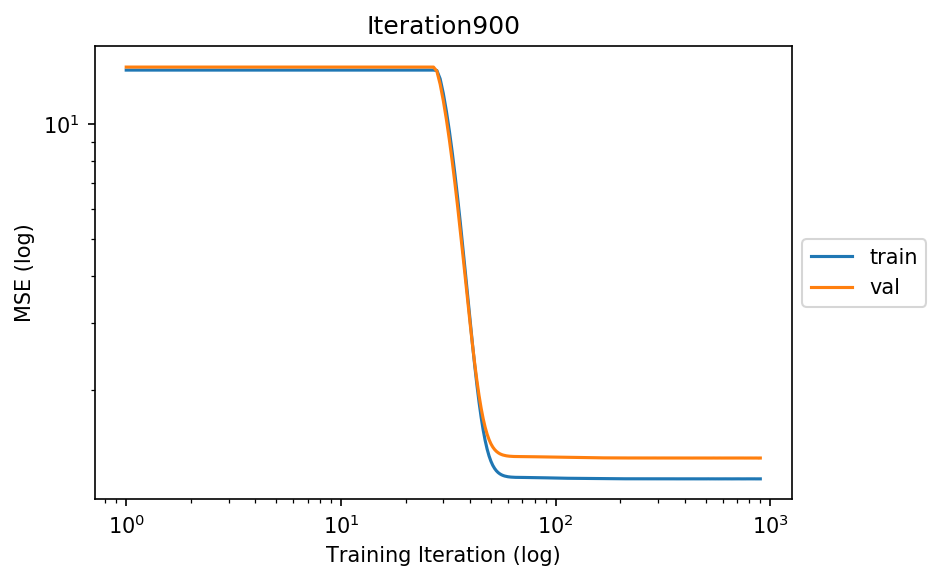 Iteration900
10¹
MSE (log)
train
val
10⁰ 10¹ 10² 10³
Training Iteration (log)